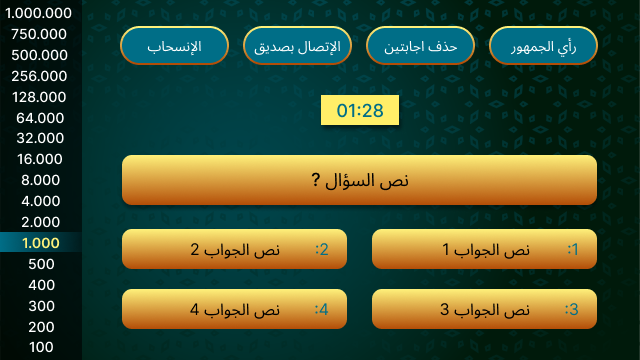 رأي الجمهور
حذف اجابتين
الإتصال بصديق
الإنسحاب
01:28
نص السؤال ?
1: نص الجواب 1
2: نص الجواب 2
3: نص الجواب 3
4: نص الجواب 4
1.000.000
750.000
500.000
256.000
128.000
64.000
32.000
16.000
8.000
4.000
2.000
1.000
500
400
300
200
100